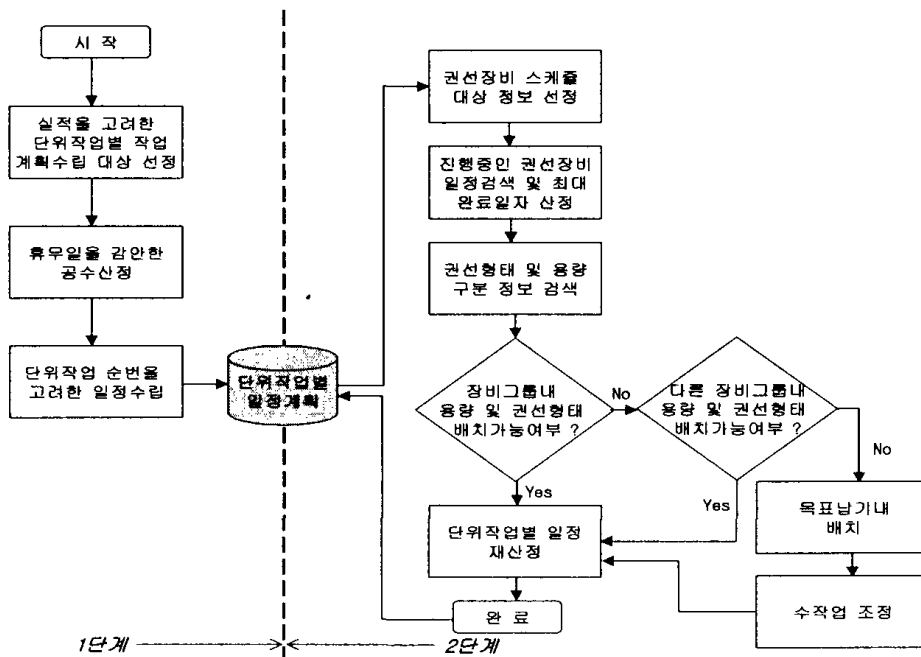 시 작
실적을 고려한
단위작업별 작업
계획수립 대상 선정
휴무일을 감안한
공수산정
단위작업 순번을
고려한 일정수립
단위작업별
일정계획
권선장비 스케쥴
대상 정보 선정
진행중인 권선장비
일정검색 및 최대
완료일자 산정
권선형태 및 용량
구분 정보 검색
장비그룹내
용량 및 권선형태
배치가능여부 ?
No
다른 장비그룹내
용량 및 권선형태
배치가능여부 ?
No
Yes
Yes
목표납기내
배치
단위작업별 일정
재산정
수작업 조정
완 료
1단계
2단계